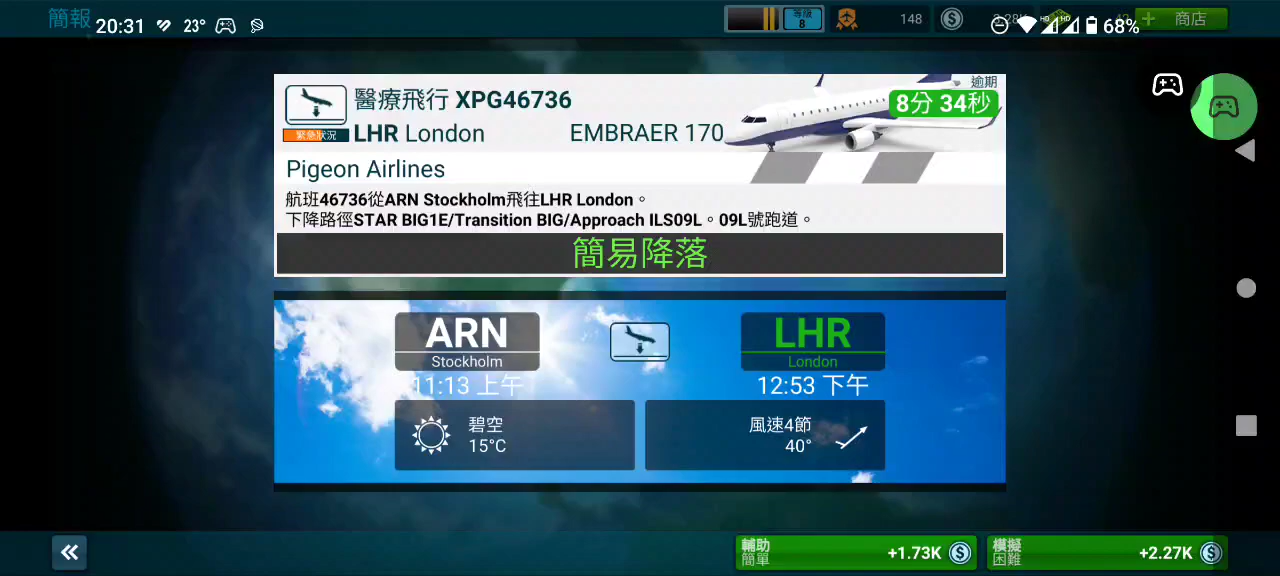 簡報
20:31 23° 68%
等級
8
148
商店
醫療飛行 XPG46736
逾期
8分 34秒
緊急狀況
LHR London
EMBRAER 170
Pigeon Airlines
航班46736從ARN Stockholm飛往LHR London。
下降路徑STAR BIG1E/Transition BIG/Approach ILS09L。09L號跑道。
簡易降落
ARN
Stockholm
11:13 上午
LHR
London
12:53 下午
碧空
15°C
風速4節
40°
輔助
簡單
+1.73K
模擬
困難
+2.27K